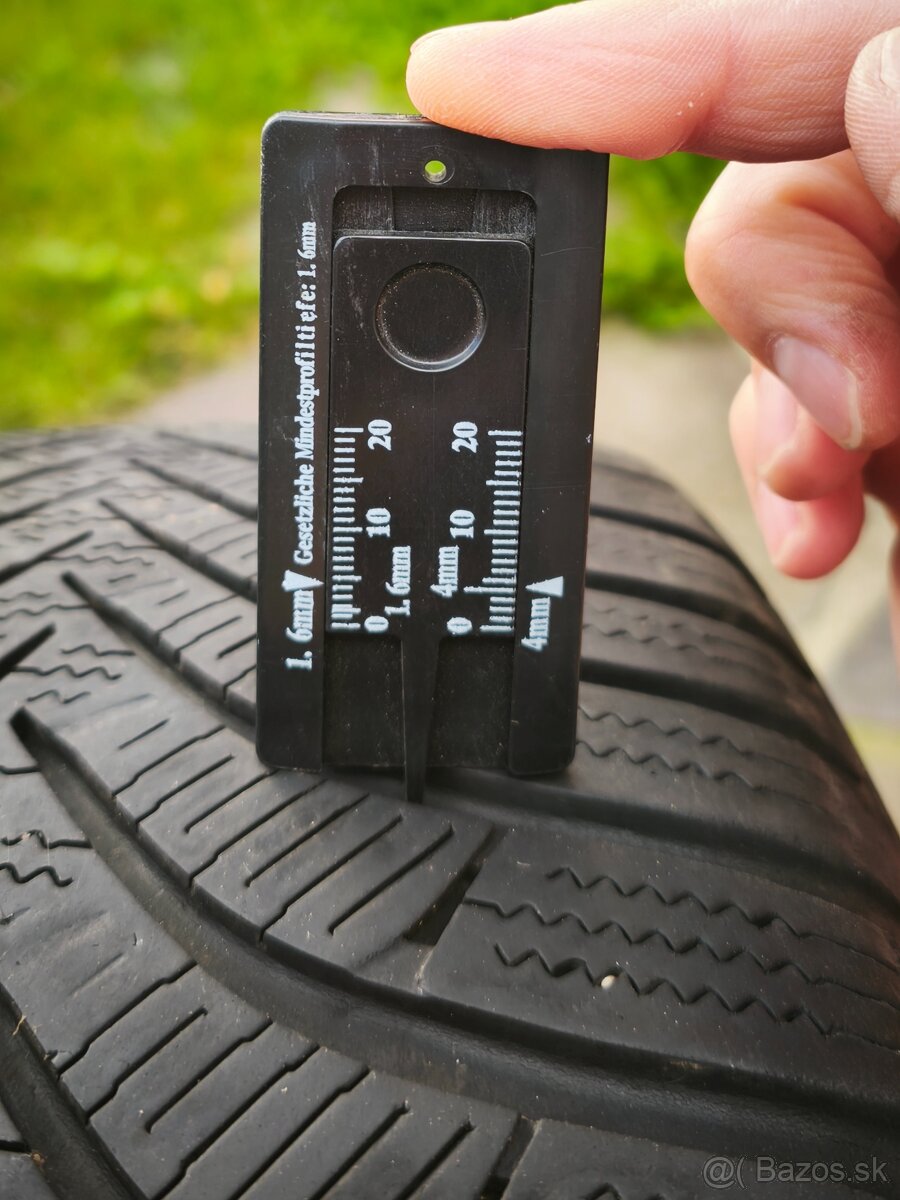 1. 6mm Gesetzliche Mindestprofiltiefe: 1. 6mm
20
20
10
10
1. 6mm
4mm
0
0
4mm
@( Bazos.sk